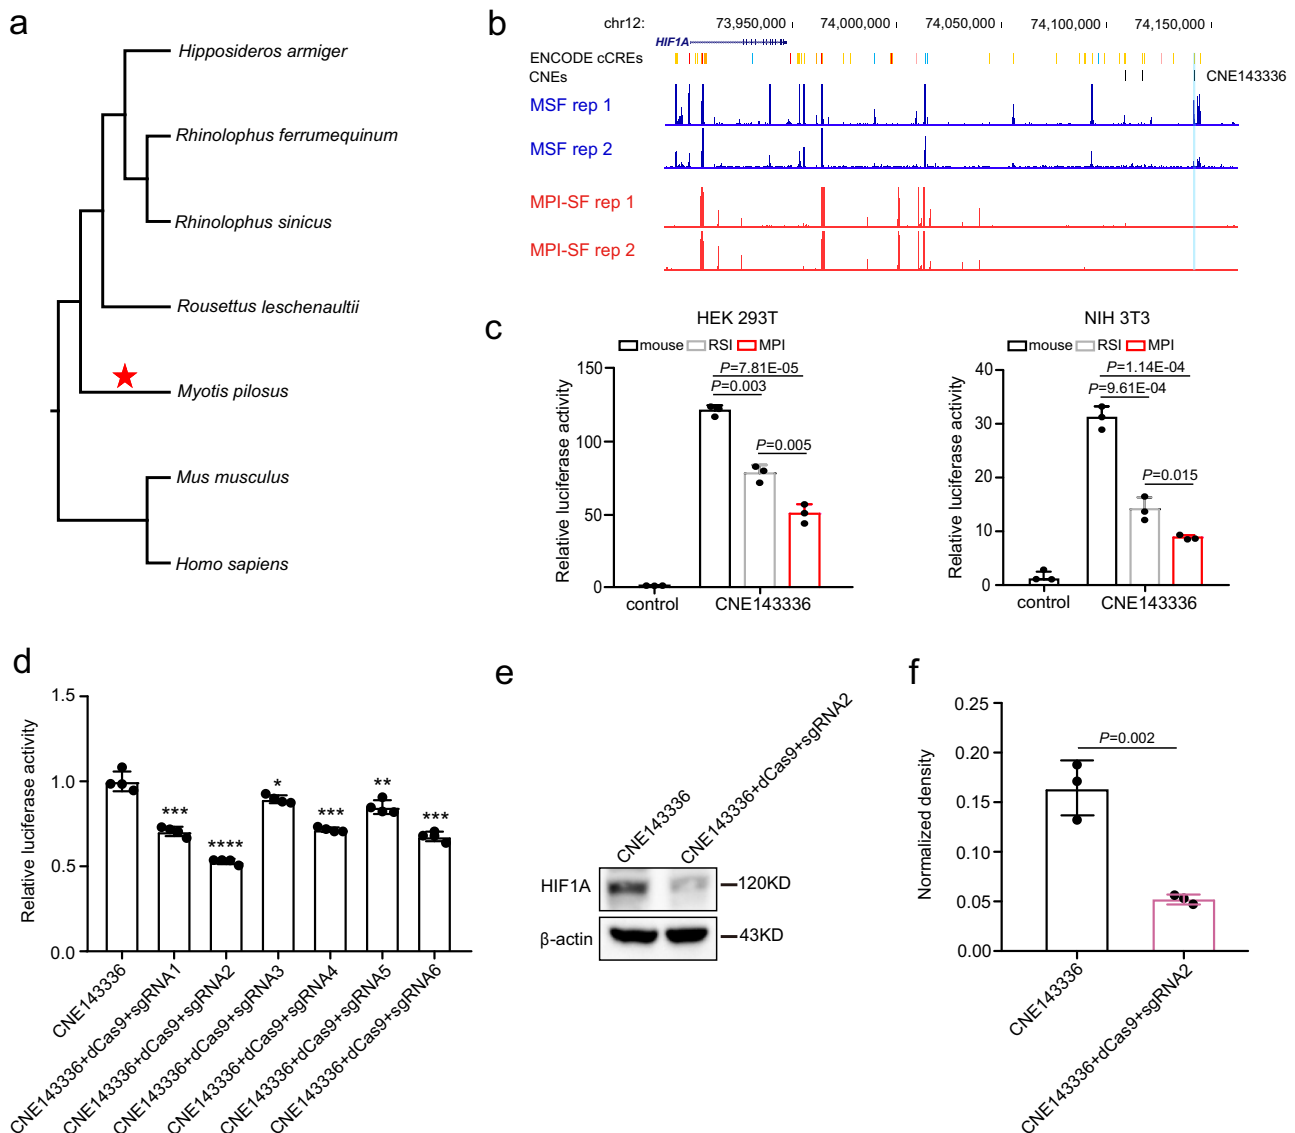 a
Hipposideros armiger
Rhinolophus ferrumequinum
Rhinolophus sinicus
Rousettus leschenaultii
Myotis pilosus
Mus musculus
Homo sapiens
b
chr12: 73,950,000 74,000,000 74,050,000 74,100,000 74,150,000
HIF1A
ENCODE cCREs
CNEs CNE143336
MSF rep 1
MSF rep 2
MPI-SF rep 1
MPI-SF rep 2
c
HEK 293T
mouse RSI MPI
Relative luciferase activity
150
100
50
0
P=7.81E-05
P=0.003
P=0.005
control CNE143336
NIH 3T3
mouse RSI MPI
Relative luciferase activity
40
30
20
10
0
P=1.14E-04
P=9.61E-04
P=0.015
control CNE143336
d
Relative luciferase activity
1.5
1.0
0.5
0.0
***
****
*
***
**
***
CNE143336
CNE143336+dCas9+sgRNA1
CNE143336+dCas9+sgRNA2
CNE143336+dCas9+sgRNA3
CNE143336+dCas9+sgRNA4
CNE143336+dCas9+sgRNA5
CNE143336+dCas9+sgRNA6
e
CNE143336
CNE143336+dCas9+sgRNA2
HIF1A 120KD
β-actin 43KD
f
Normalized density
0.25
0.20
0.15
0.10
0.05
0.00
P=0.002
CNE143336
CNE143336+dCas9+sgRNA2